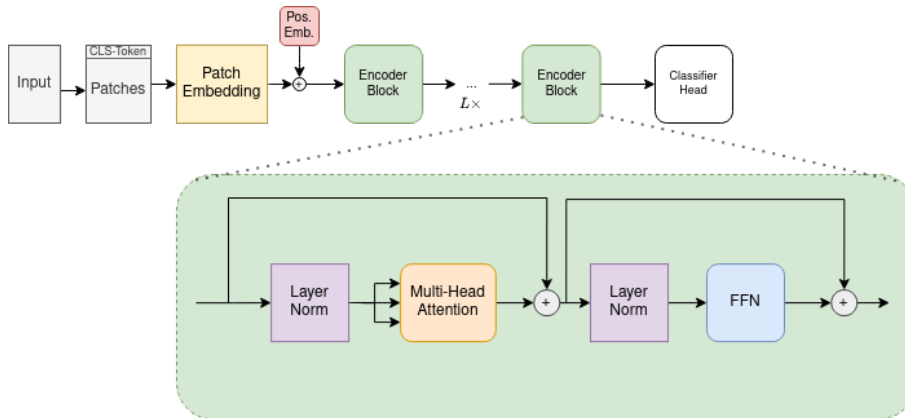 Pos.
Emb.
CLS-Token
Input
Patches
Patch
Embedding
+
Encoder
Block
...
L×
Encoder
Block
Classifier
Head
Layer
Norm
Multi-Head
Attention
+
Layer
Norm
FFN
+